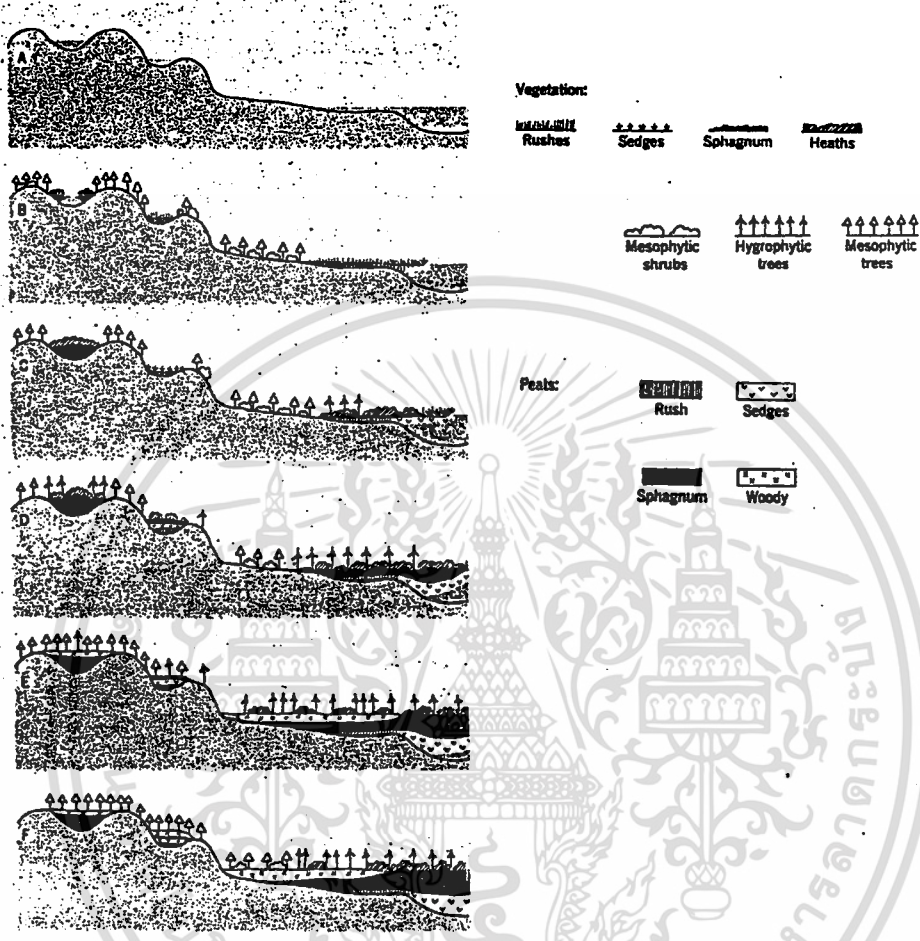 A
Vegetation:
Rushes Sedges Sphagnum Heaths
B
Mesophytic shrubs
Hygrophytic trees
Mesophytic trees
C
Peats:
Rush Sedges
Sphagnum Woody
D
E
F